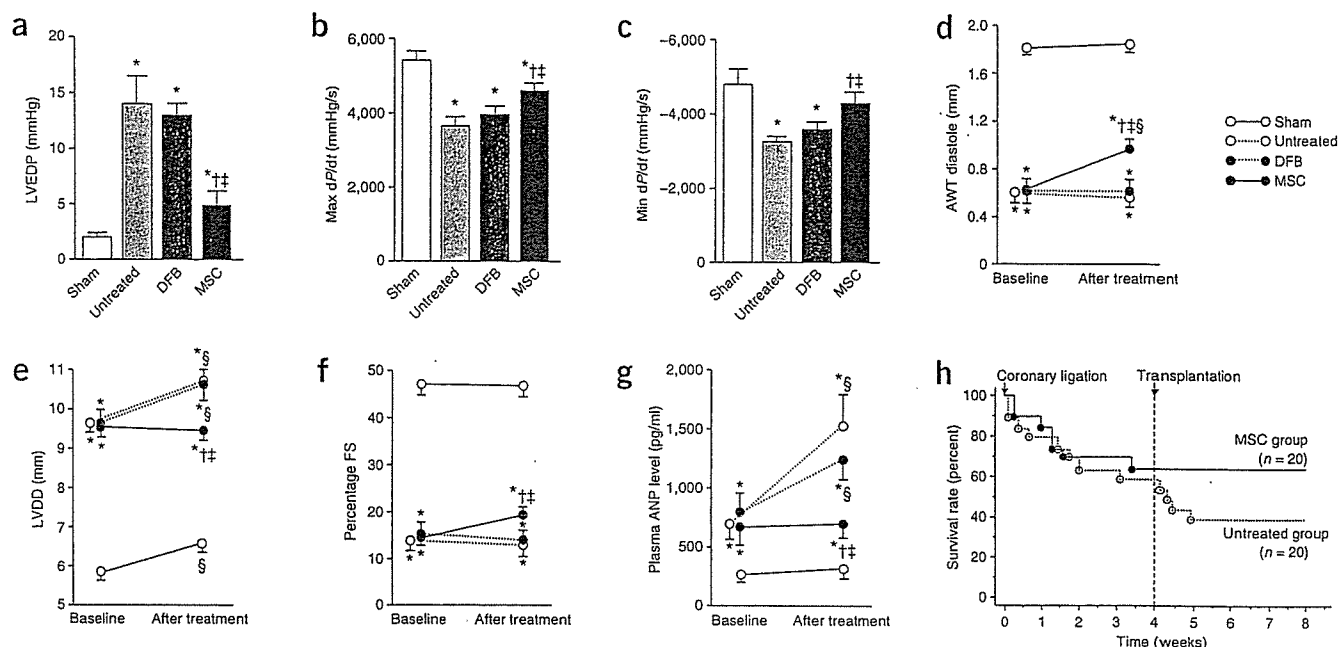 a
20
15
10
5
0
LVEDP (mmHg)
*
*
*†‡
Sham
Untreated
DFB
MSC
b
6,000
4,000
2,000
0
Max dP/dt (mmHg/s)
*
*
*†‡
Sham
Untreated
DFB
MSC
c
−6,000
−4,000
−2,000
0
Min dP/dt (mmHg/s)
*
*
†‡
Sham
Untreated
DFB
MSC
d
2.0
1.6
1.2
0.8
0.4
0
AWT diastole (mm)
*†‡§
*
*
*
*
*
Baseline
After treatment
Sham
Untreated
DFB
MSC
e
11
10
9
8
7
6
5
LVDD (mm)
*
*
*
*§
*§
*†‡
§
Baseline
After treatment
f
50
40
30
20
10
0
Percentage FS
*
*
*
*†‡
*
*
Baseline
After treatment
g
2,000
1,500
1,000
500
0
Plasma ANP level (pg/ml)
*
*
*
*§
*§
*†‡
Baseline
After treatment
h
Coronary ligation
Transplantation
100
80
60
40
20
0
Survival rate (percent)
MSC group
(n = 20)
Untreated group
(n = 20)
0 1 2 3 4 5 6 7 8
Time (weeks)